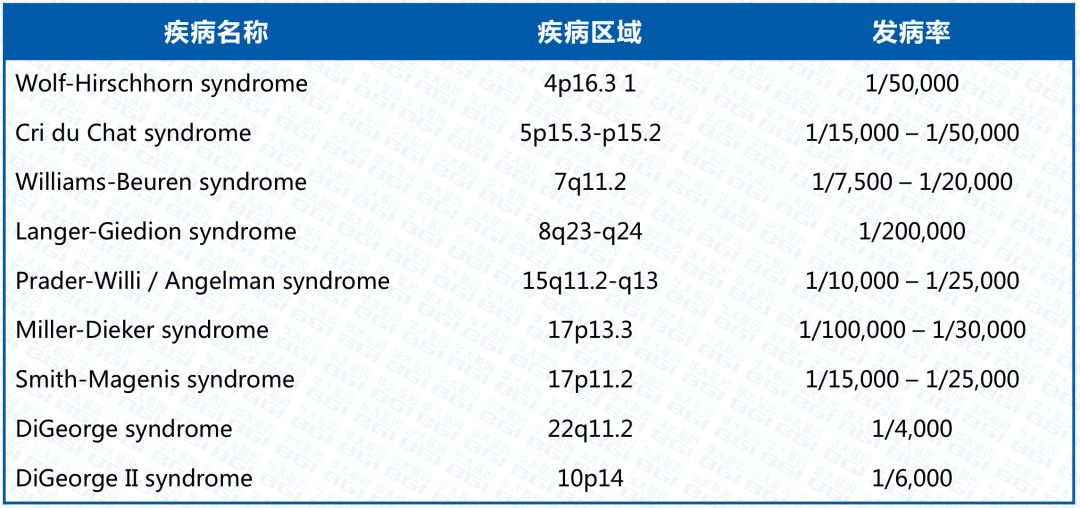 疾病名称 疾病区域 发病率
Wolf-Hirschhorn syndrome 4p16.3 1 1/50,000
Cri du Chat syndrome 5p15.3-p15.2 1/15,000 – 1/50,000
Williams-Beuren syndrome 7q11.2 1/7,500 – 1/20,000
Langer-Giedion syndrome 8q23-q24 1/200,000
Prader-Willi / Angelman syndrome 15q11.2-q13 1/10,000 – 1/25,000
Miller-Dieker syndrome 17p13.3 1/100,000 – 1/30,000
Smith-Magenis syndrome 17p11.2 1/15,000 – 1/25,000
DiGeorge syndrome 22q11.2 1/4,000
DiGeorge II syndrome 10p14 1/6,000